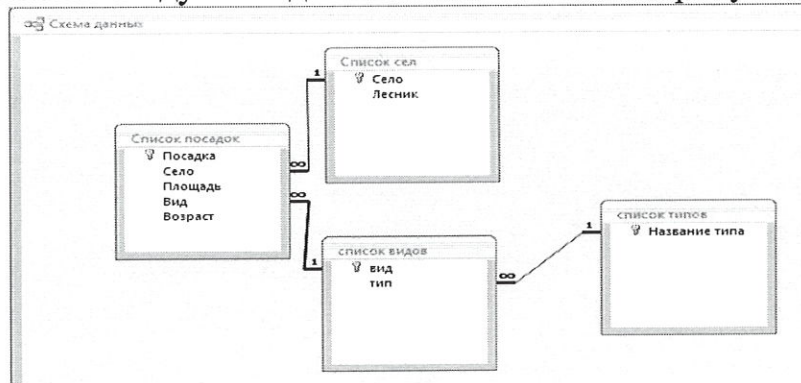 Схема данных
Список сел
1
Село
Лесник
Список посадок
Посадка
Село
Площадь
Вид
Возраст
∞
∞
список видов
1
вид
тип
∞
список типов
1
Название типа